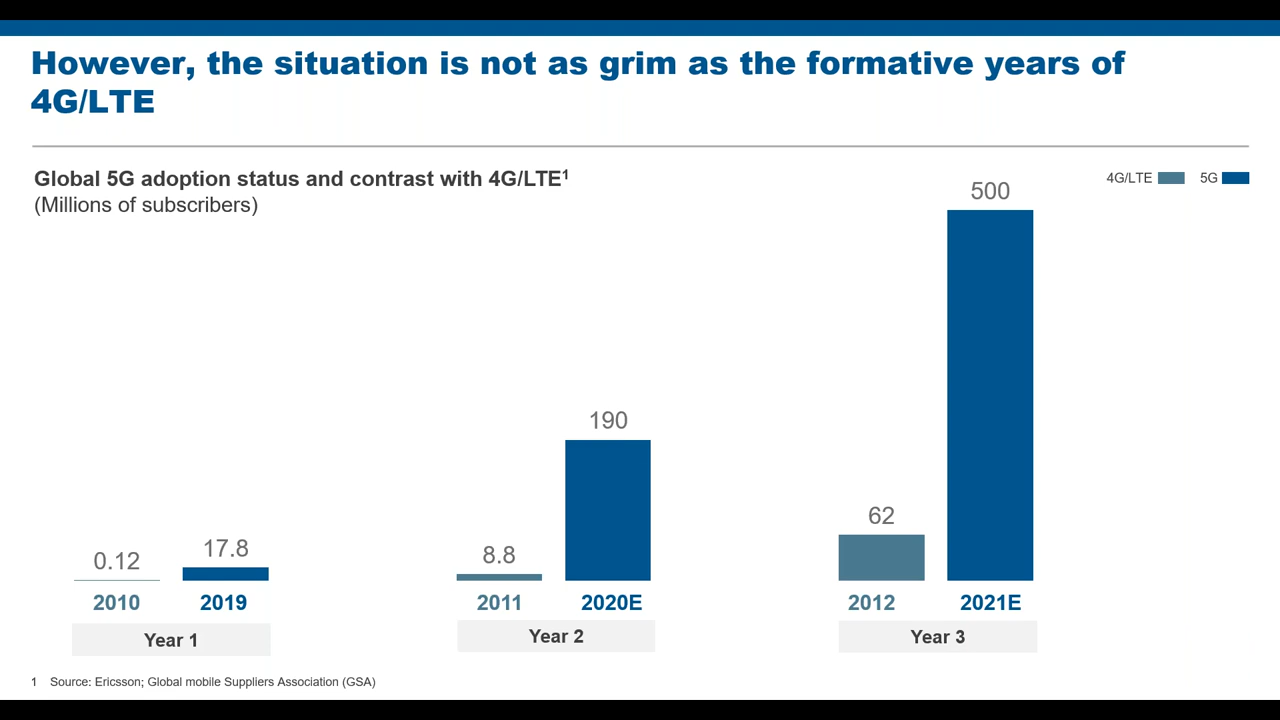 However, the situation is not as grim as the formative years of
4G/LTE
Global 5G adoption status and contrast with 4G/LTE¹
(Millions of subscribers)
4G/LTE 5G
0.12 17.8 8.8 190 62 500
2010 2019 2011 2020E 2012 2021E
Year 1 Year 2 Year 3
1 Source: Ericsson; Global mobile Suppliers Association (GSA)